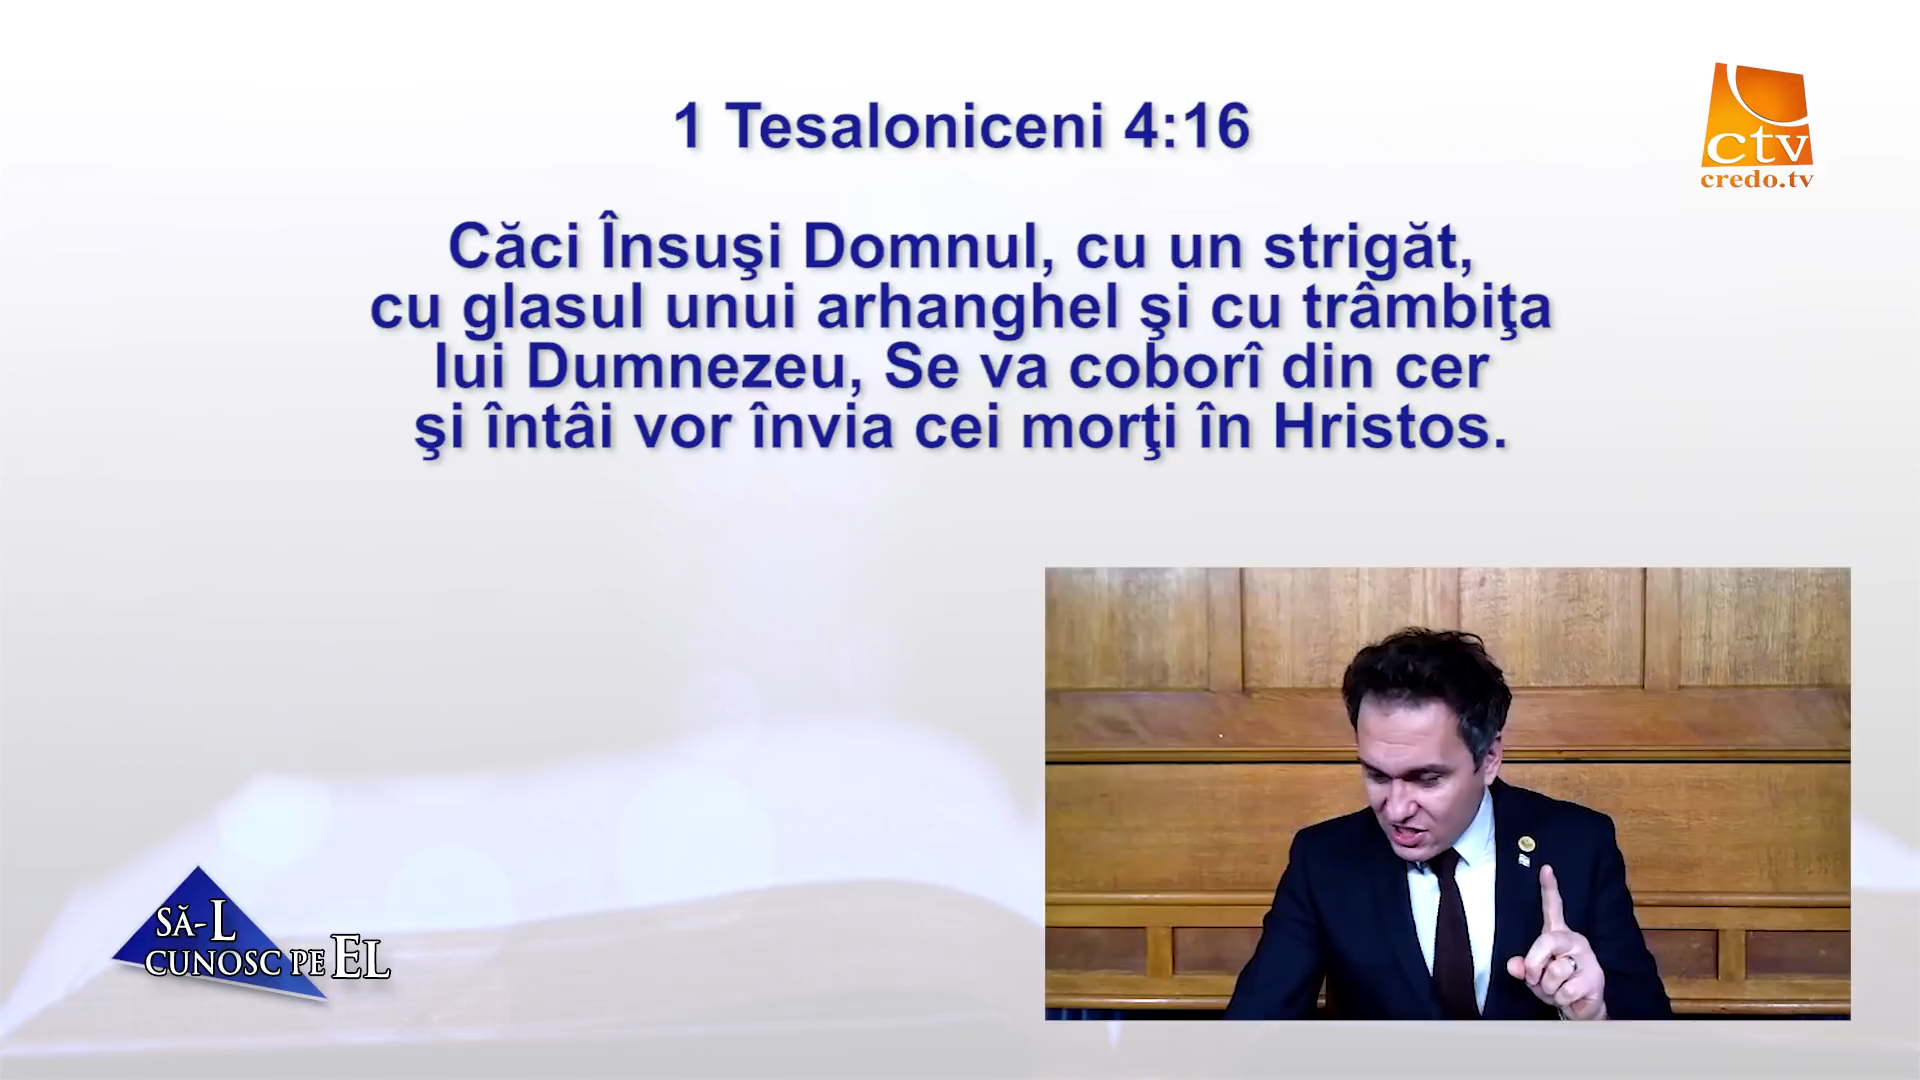 1 Tesaloniceni 4:16
ctv
credo.tv
Căci Însuşi Domnul, cu un strigăt,
cu glasul unui arhanghel şi cu trâmbiţa
lui Dumnezeu, Se va coborî din cer
şi întâi vor învia cei morţi în Hristos.
SĂ-L
CUNOSC PE EL